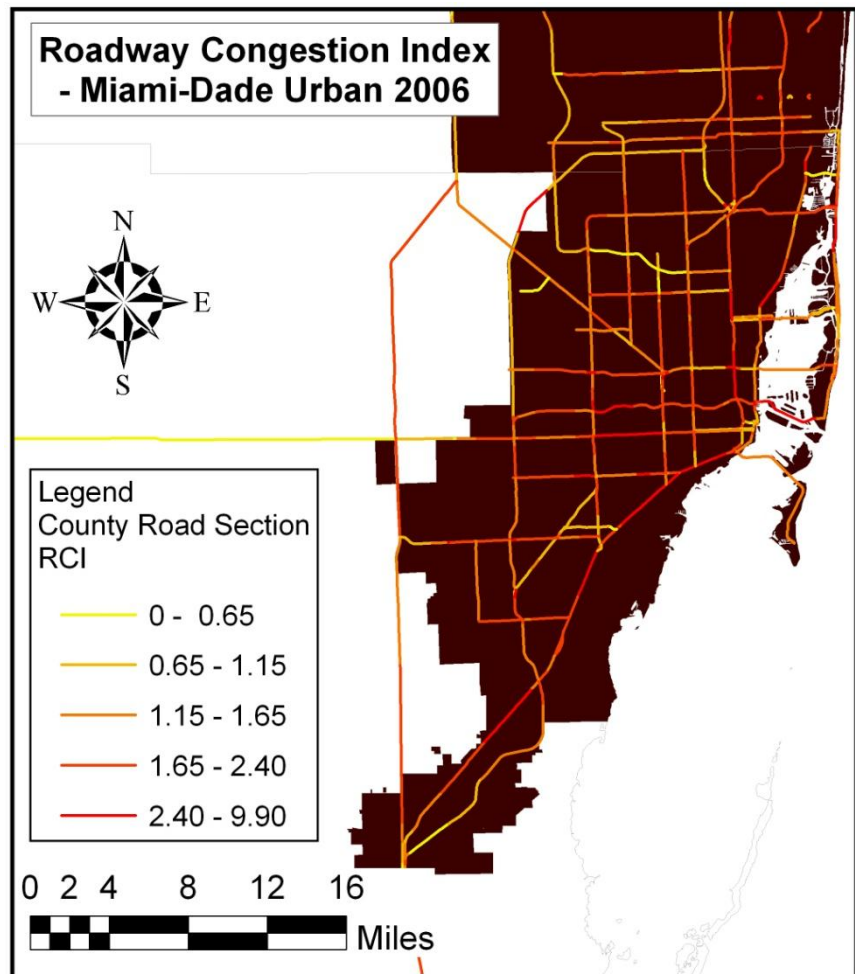 Roadway Congestion Index
- Miami-Dade Urban 2006
N
W E
S
Legend
County Road Section
RCI
0 - 0.65
0.65 - 1.15
1.15 - 1.65
1.65 - 2.40
2.40 - 9.90
0 2 4 8 12 16
Miles